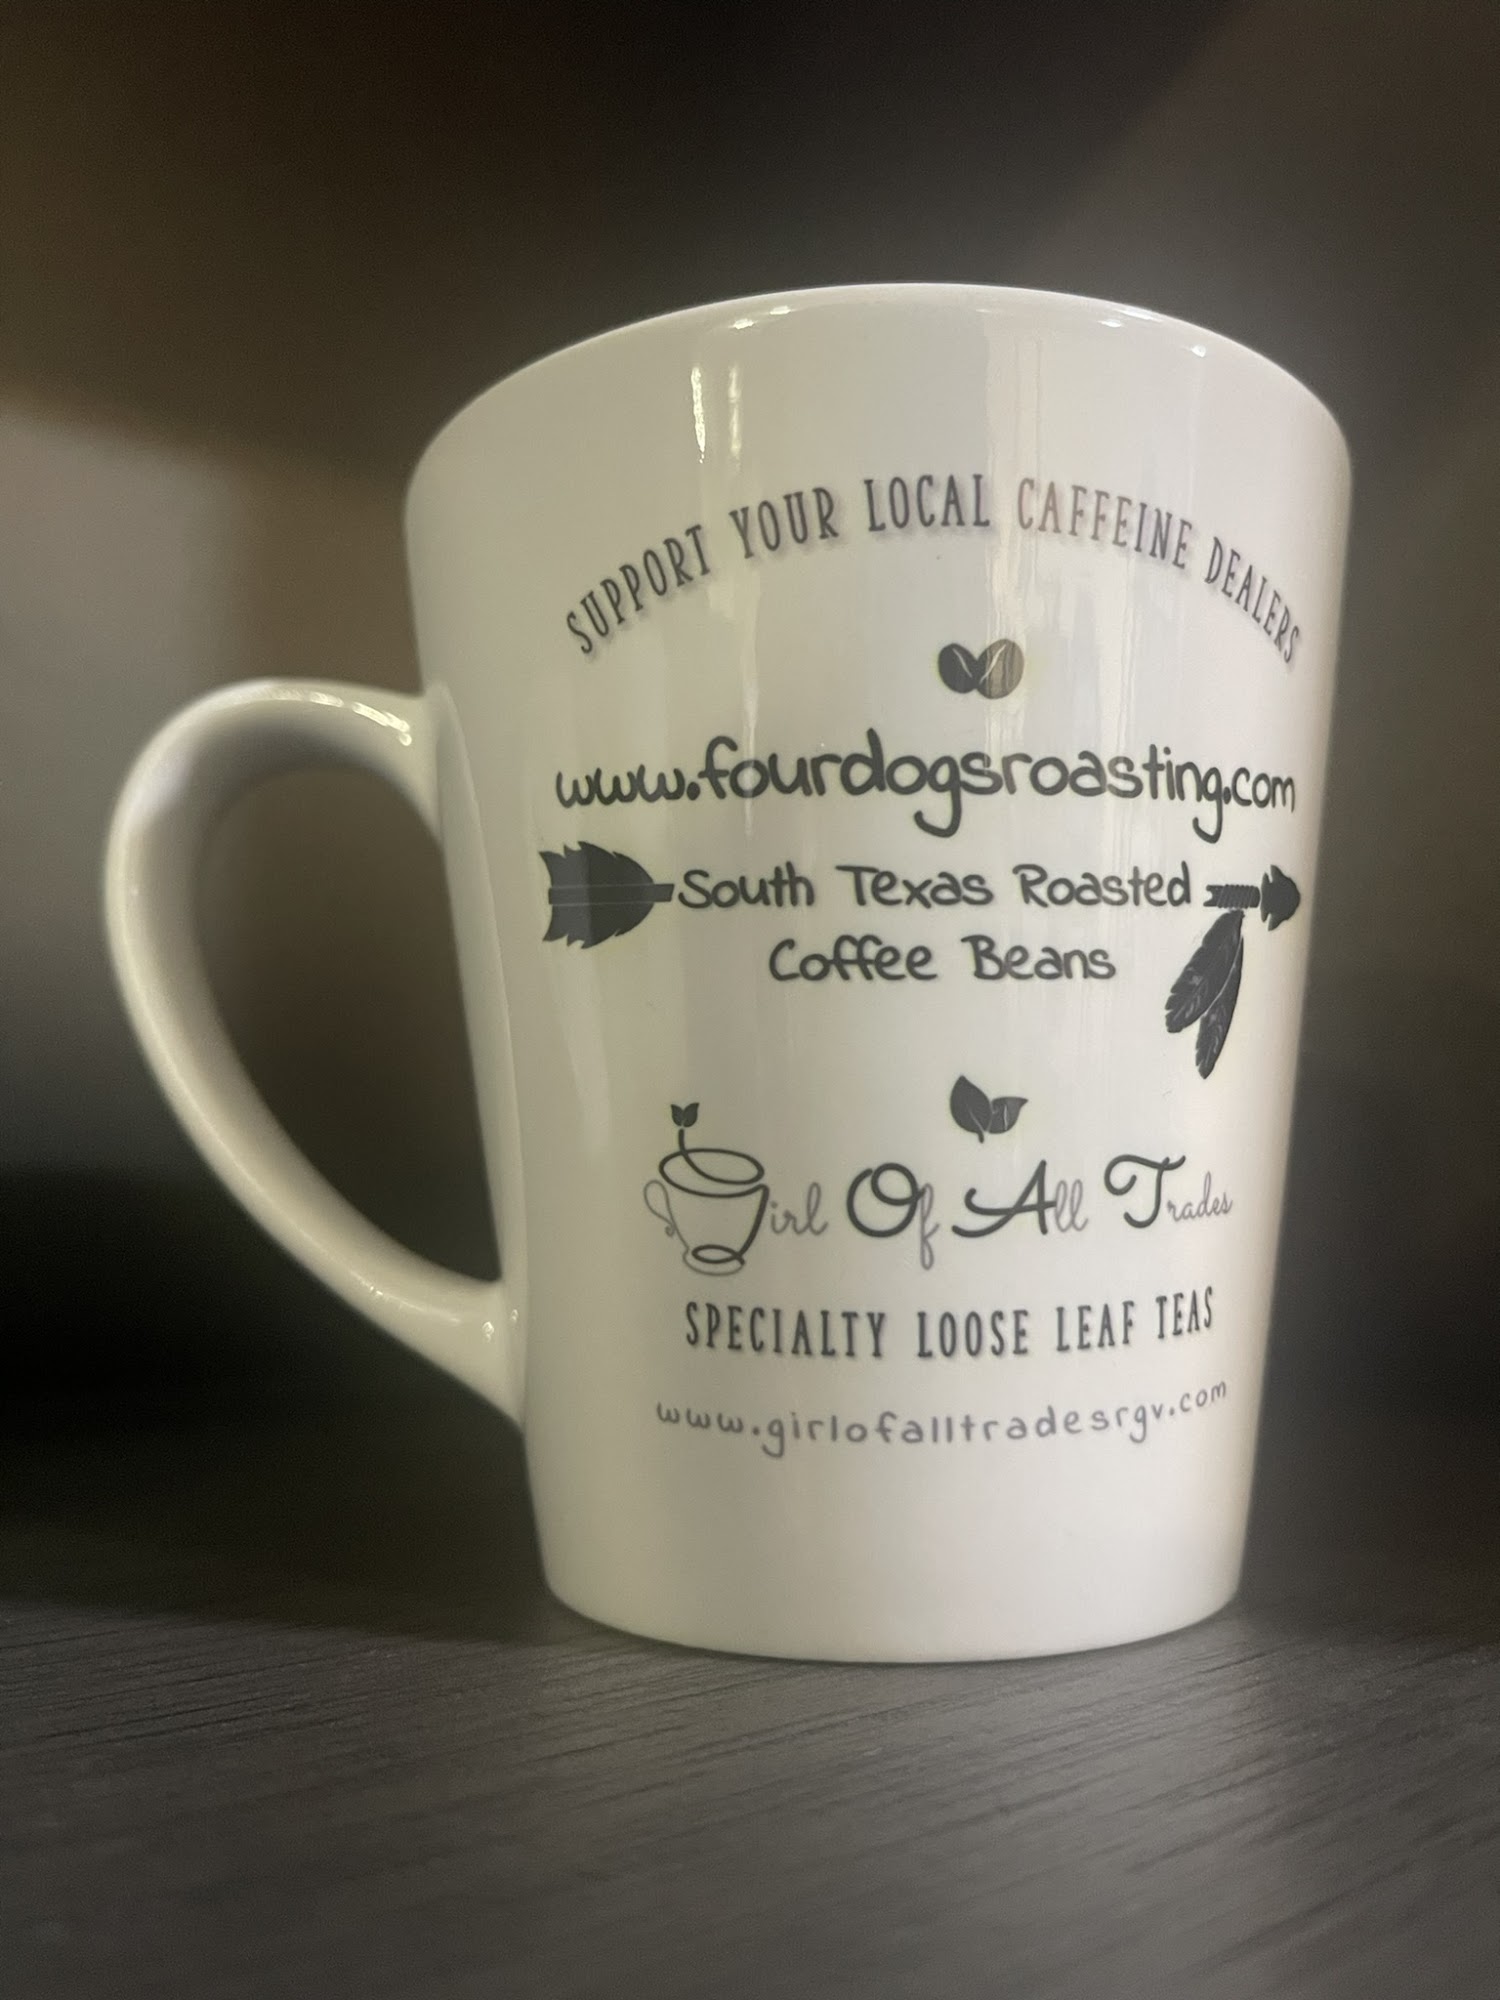 SUPPORT YOUR LOCAL CAFFEINE DEALERS
www.fourdogsroasting.com
South Texas Roasted
Coffee Beans
Girl Of All Trades
SPECIALTY LOOSE LEAF TEAS
www.girlofalltradesrgv.com